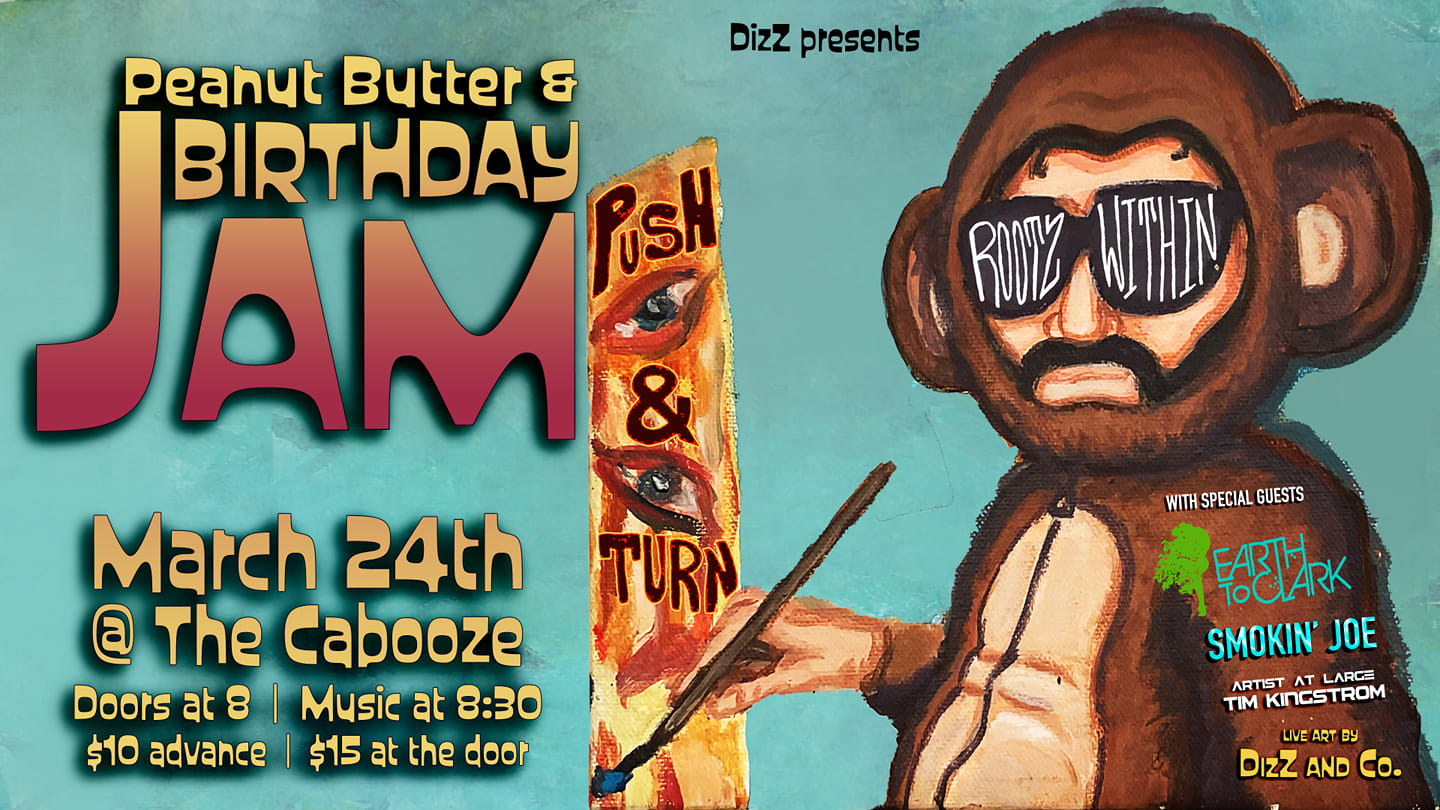 DizZ presents
Peanut Butter &
BIRTHDAY
JAM
PUSH
&
TURN
ROOTZ WITHIN
March 24th
@ The Cabooze
Doors at 8 | Music at 8:30
$10 advance | $15 at the door
WITH SPECIAL GUESTS
EARTH
TO CLARK
SMOKIN' JOE
ARTIST AT LARGE
TIM KINGSTROM
LIVE ART BY
DIZZ AND CO.